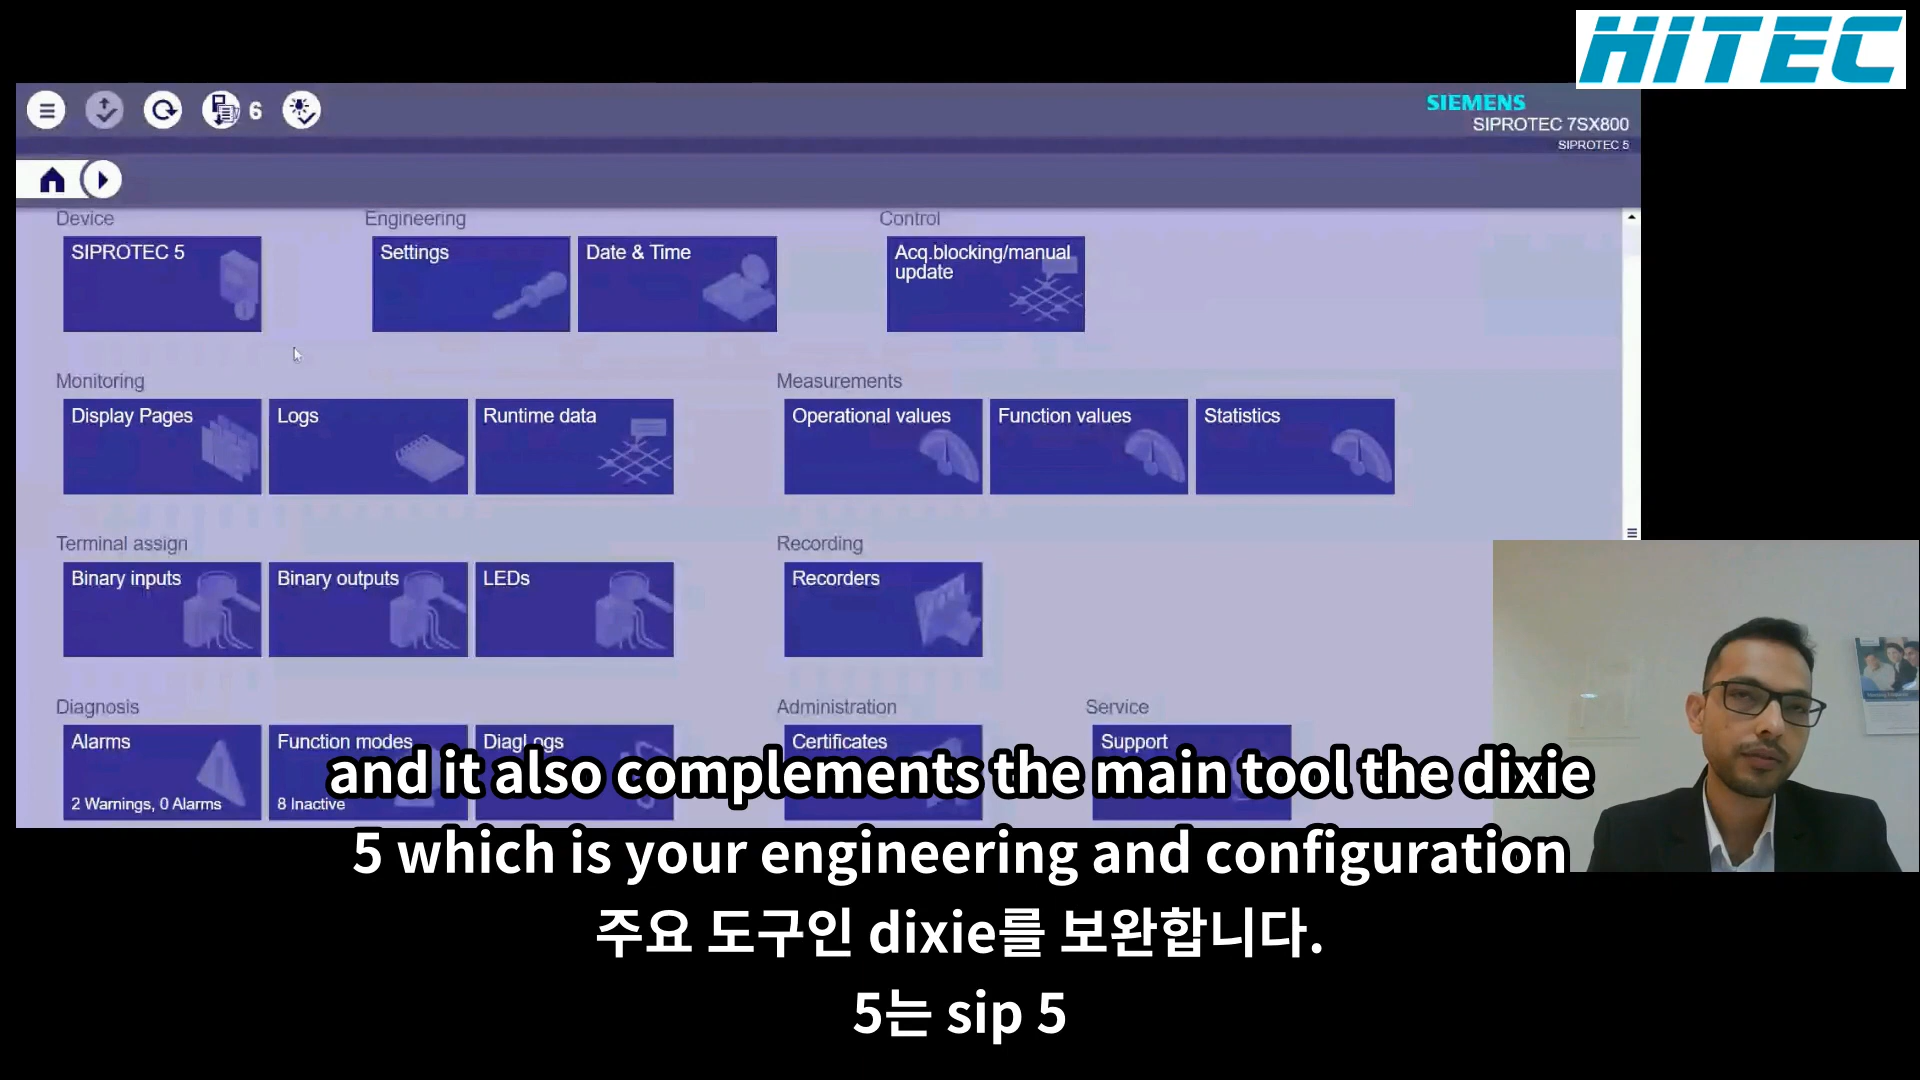 HITEC
6
SIEMENS
SIPROTEC 7SX800
SIPROTEC 5
Device
Engineering
Control
SIPROTEC 5
Settings
Date & Time
Acq.blocking/manual
update
Monitoring
Measurements
Display Pages
Logs
Runtime data
Operational values
Function values
Statistics
Terminal assign
Recording
Binary inputs
Binary outputs
LEDs
Recorders
Diagnosis
Administration
Service
Alarms
Function modes
DiagLogs
Certificates
Support
2 Warnings, 0 Alarms
8 Inactive
and it also complements the main tool the dixie
5 which is your engineering and configuration
주요 도구인 dixie를 보완합니다.
5는 sip 5